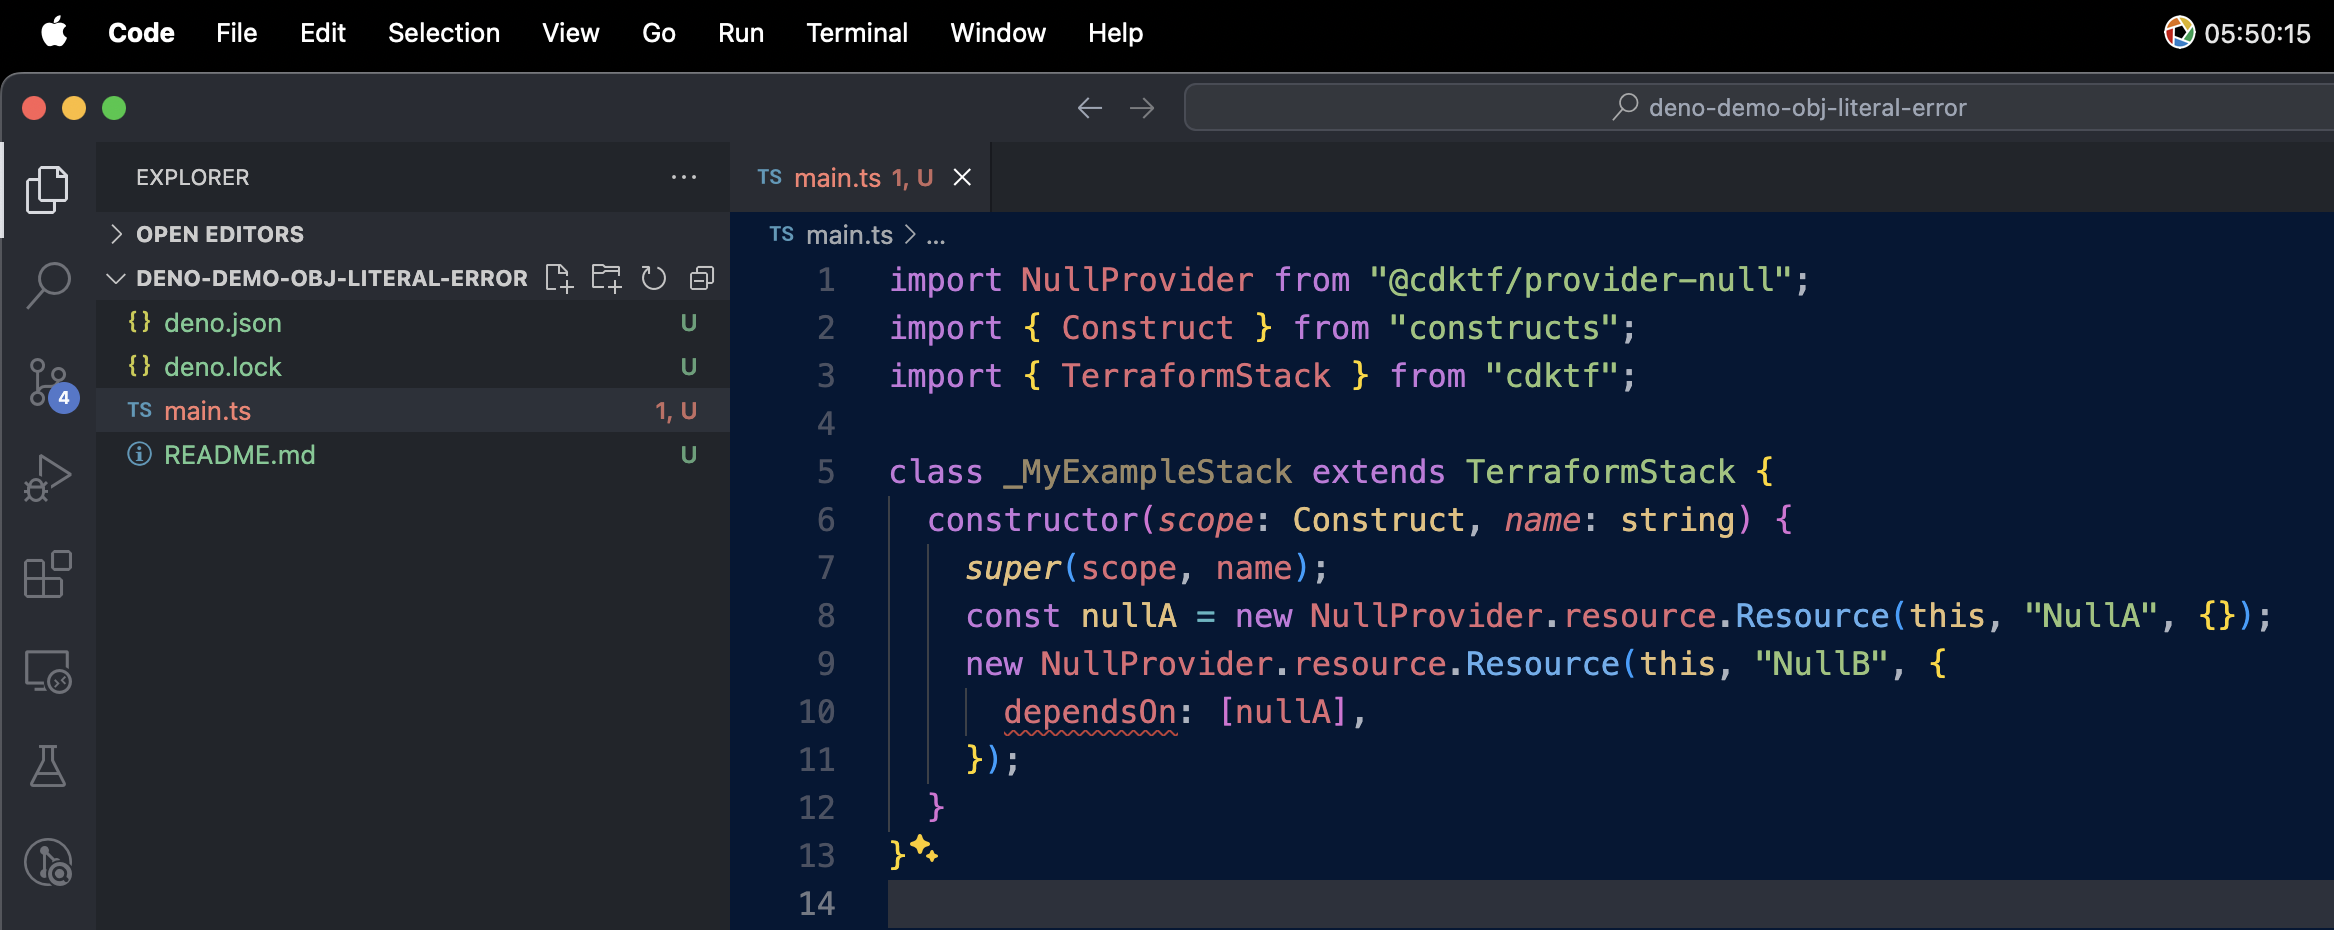 Code File Edit Selection View Go Run Terminal Window Help 05:50:15
deno-demo-obj-literal-error
EXPLORER ...
OPEN EDITORS
DENO-DEMO-OBJ-LITERAL-ERROR
{} deno.json U
{} deno.lock U
4
TS main.ts 1, U
README.md U
TS main.ts 1, U
TS main.ts > ...
1 import NullProvider from "@cdktf/provider-null";
2 import { Construct } from "constructs";
3 import { TerraformStack } from "cdktf";
4
5 class _MyExampleStack extends TerraformStack {
6 constructor(scope: Construct, name: string) {
7 super(scope, name);
8 const nullA = new NullProvider.resource.Resource(this, "NullA", {});
9 new NullProvider.resource.Resource(this, "NullB", {
10 dependsOn: [nullA],
11 });
12 }
13 }
14